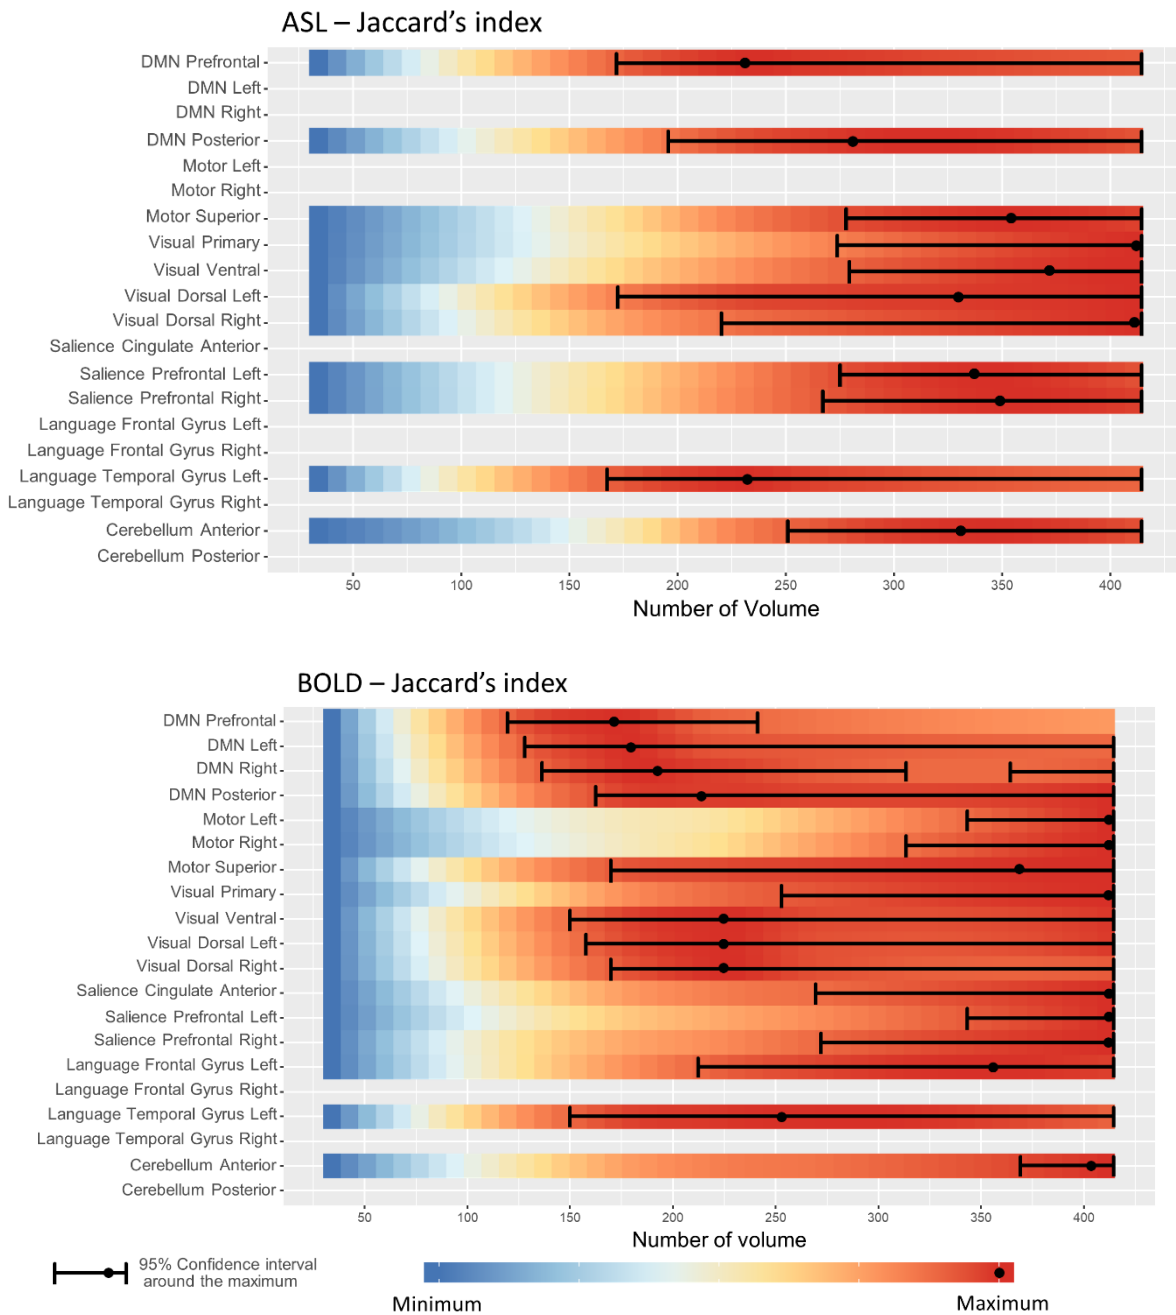 ASL – Jaccard's index
DMN Prefrontal
DMN Left
DMN Right
DMN Posterior
Motor Left
Motor Right
Motor Superior
Visual Primary
Visual Ventral
Visual Dorsal Left
Visual Dorsal Right
Salience Cingulate Anterior
Salience Prefrontal Left
Salience Prefrontal Right
Language Frontal Gyrus Left
Language Frontal Gyrus Right
Language Temporal Gyrus Left
Language Temporal Gyrus Right
Cerebellum Anterior
Cerebellum Posterior
50 100 150 200 250 300 350 400
Number of Volume
BOLD – Jaccard's index
DMN Prefrontal
DMN Left
DMN Right
DMN Posterior
Motor Left
Motor Right
Motor Superior
Visual Primary
Visual Ventral
Visual Dorsal Left
Visual Dorsal Right
Salience Cingulate Anterior
Salience Prefrontal Left
Salience Prefrontal Right
Language Frontal Gyrus Left
Language Frontal Gyrus Right
Language Temporal Gyrus Left
Language Temporal Gyrus Right
Cerebellum Anterior
Cerebellum Posterior
50 100 150 200 250 300 350 400
Number of volume
95% Confidence interval
around the maximum
Minimum Maximum